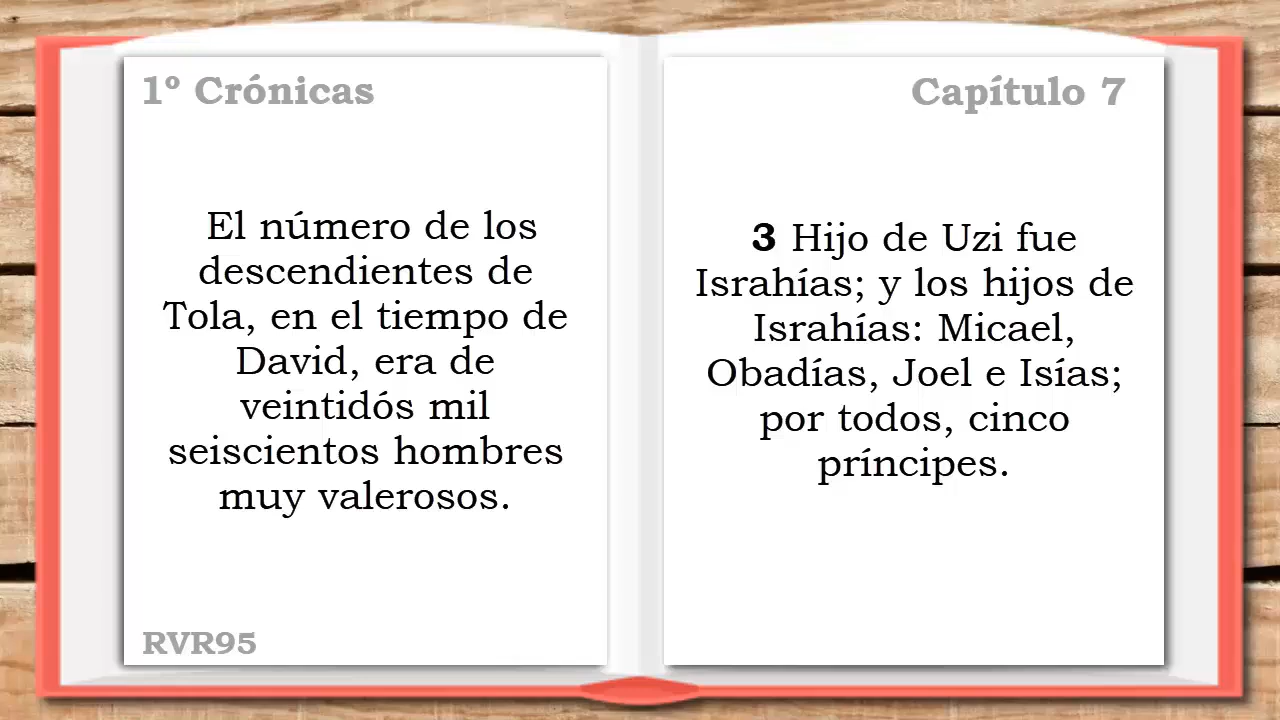 1º Crónicas
El número de los
descendientes de
Tola, en el tiempo de
David, era de
veintidós mil
seiscientos hombres
muy valerosos.
RVR95
Capítulo 7
3 Hijo de Uzi fue
Israhías; y los hijos de
Israhías: Micael,
Obadías, Joel e Isías;
por todos, cinco
príncipes.